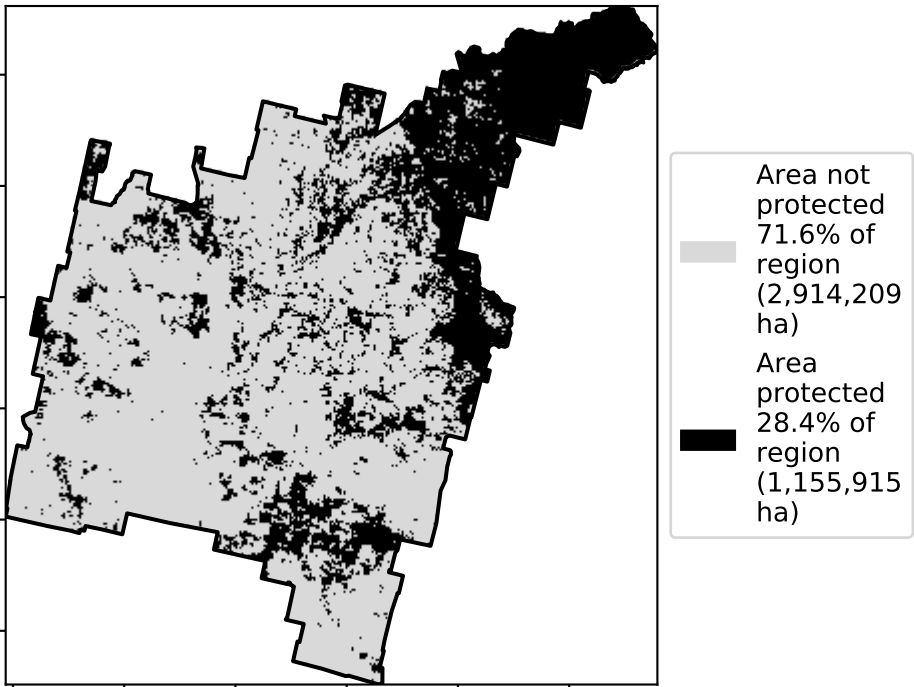 Area not
protected
71.6% of
region
(2,914,209
ha)
Area
protected
28.4% of
region
(1,155,915
ha)